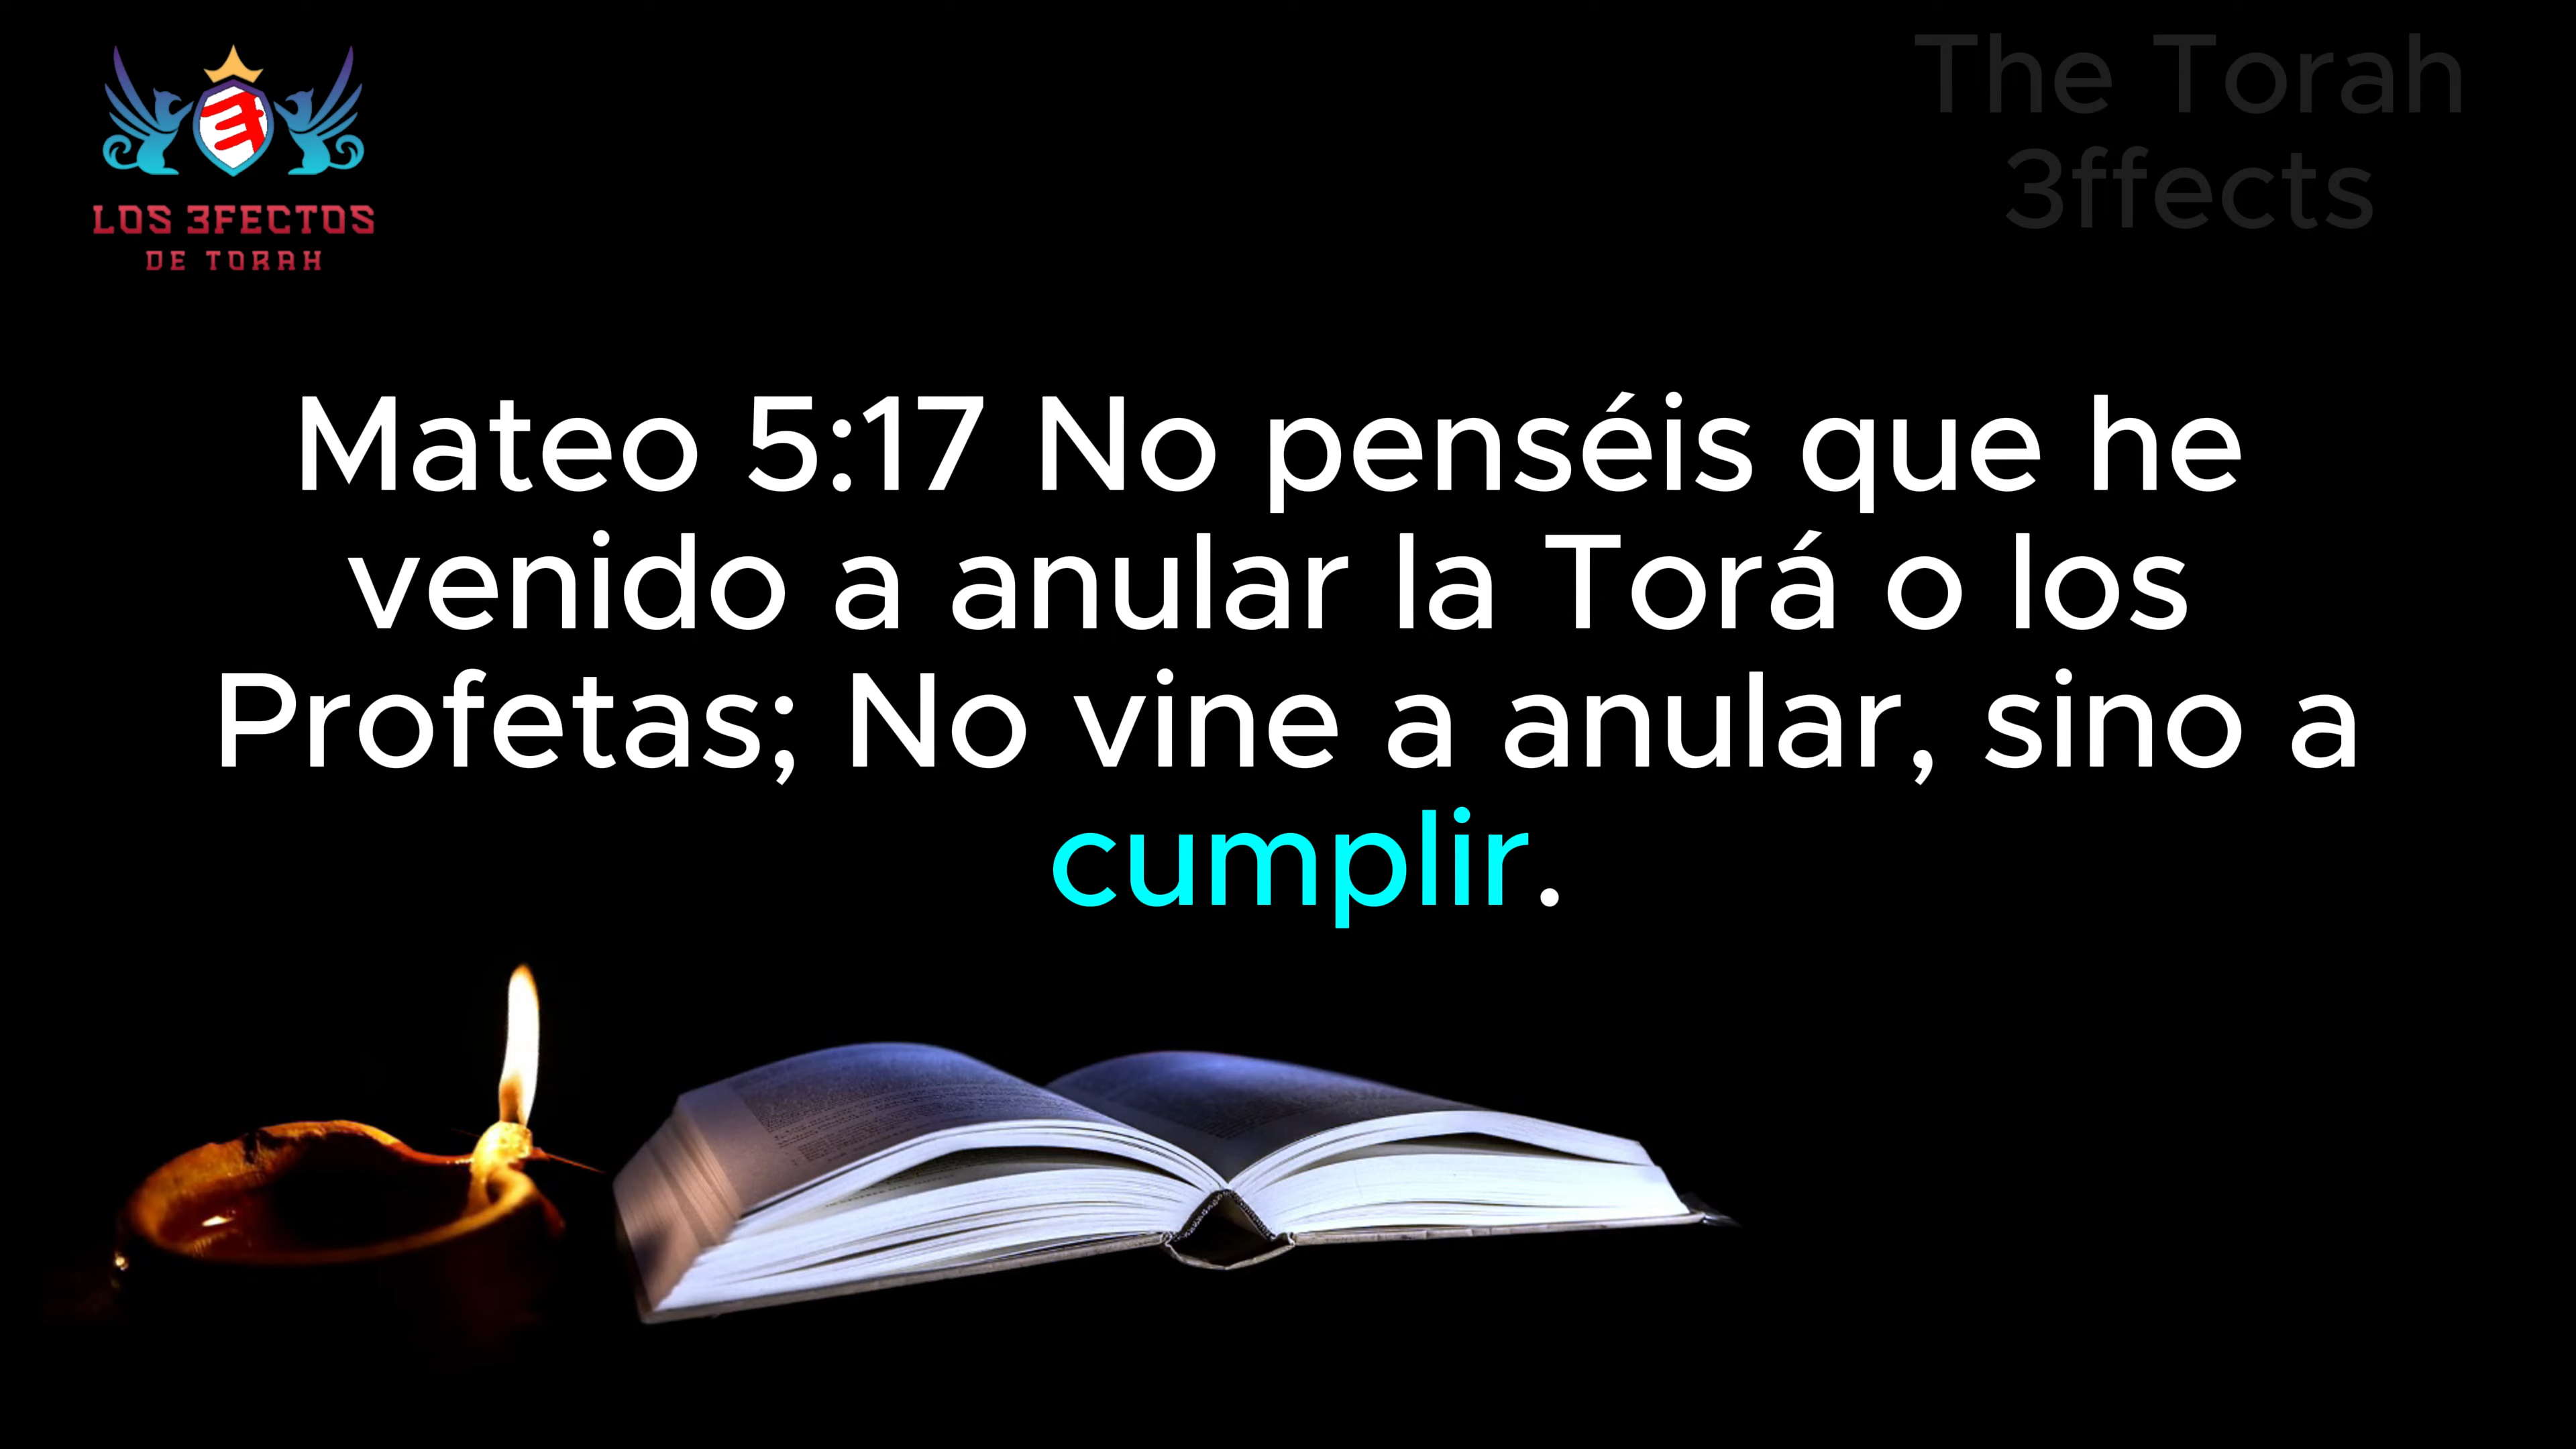 LOS 3FECTOS
DE TORAH
The Torah
3ffects
Mateo 5:17 No penséis que he
venido a anular la Torá o los
Profetas; No vine a anular, sino a
cumplir.